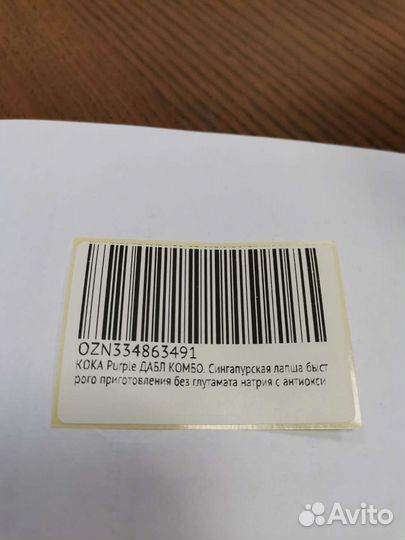 OZN334863491
KOKA Purple ДАБЛ КОМБО. Сингапурская лапша быст
рого приготовления без глутамата натрия с антиокси
Avito